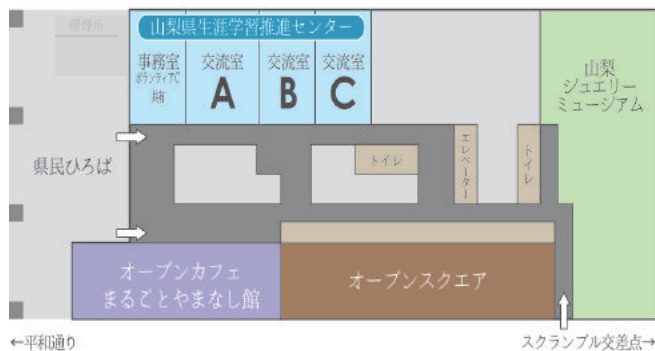 喫煙所
山梨県生涯学習推進センター
事務室
ボランティアC
交流室
A
交流室
B
交流室
C
山梨
ジュエリー
ミュージアム
県民ひろば
トイレ
エレベーター
トイレ
オープンカフェ
まるごとやまなし館
オープンスクエア
←平和通り
スクランブル交差点→